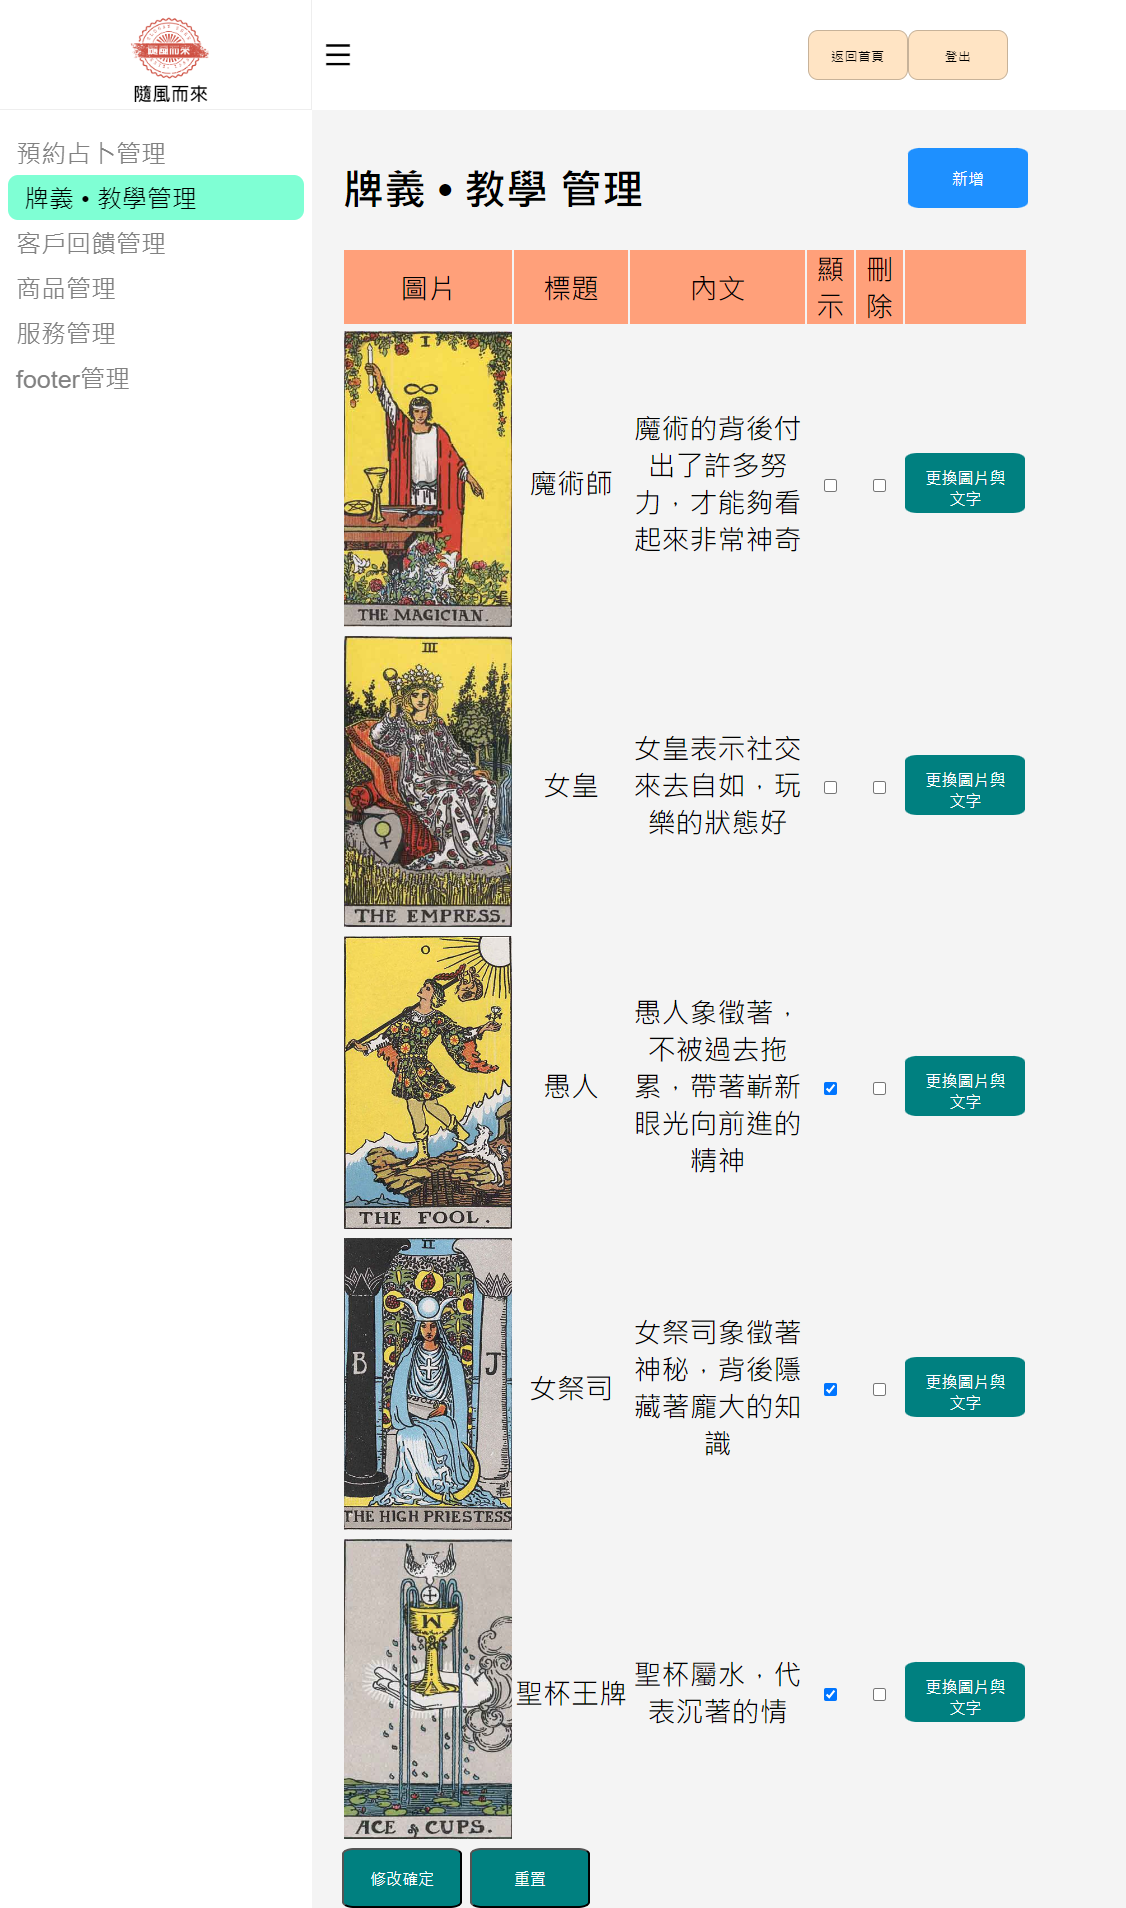 隨風而來
隨風而來
返回首頁
登出
預約占卜管理
牌義 • 教學管理
客戶回饋管理
商品管理
服務管理
footer管理
牌義 • 教學 管理
新增
圖片
標題
內文
顯
示
刪
除
I
THE MAGICIAN.
魔術師
魔術的背後付
出了許多努
力，才能夠看
起來非常神奇
更換圖片與
文字
III
THE EMPRESS.
女皇
女皇表示社交
來去自如，玩
樂的狀態好
更換圖片與
文字
O
THE FOOL.
愚人
愚人象徵著，
不被過去拖
累，帶著嶄新
眼光向前進的
精神
更換圖片與
文字
II
B
J
THE HIGH PRIESTESS
女祭司
女祭司象徵著
神秘，背後隱
藏著龐大的知
識
更換圖片與
文字
ACE of CUPS.
聖杯王牌
聖杯屬水，代
表沉著的情
更換圖片與
文字
修改確定
重置